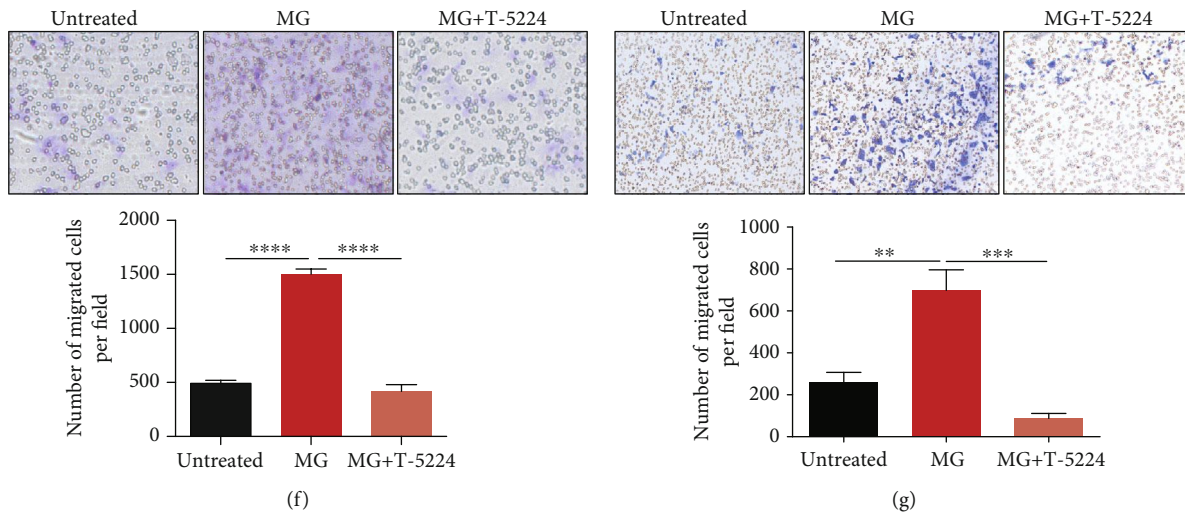 Untreated MG MG+T-5224
2000
1500
1000
500
0
Number of migrated cells
per field
**** ****
Untreated MG MG+T-5224
(f)
Untreated MG MG+T-5224
1000
800
600
400
200
0
Number of migrated cells
per field
** ***
Untreated MG MG+T-5224
(g)